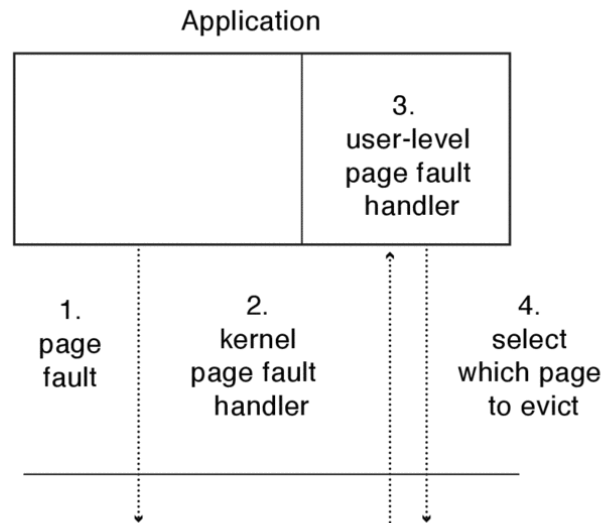 Application
3.
user-level
page fault
handler
1.
page
fault
2.
kernel
page fault
handler
4.
select
which page
to evict